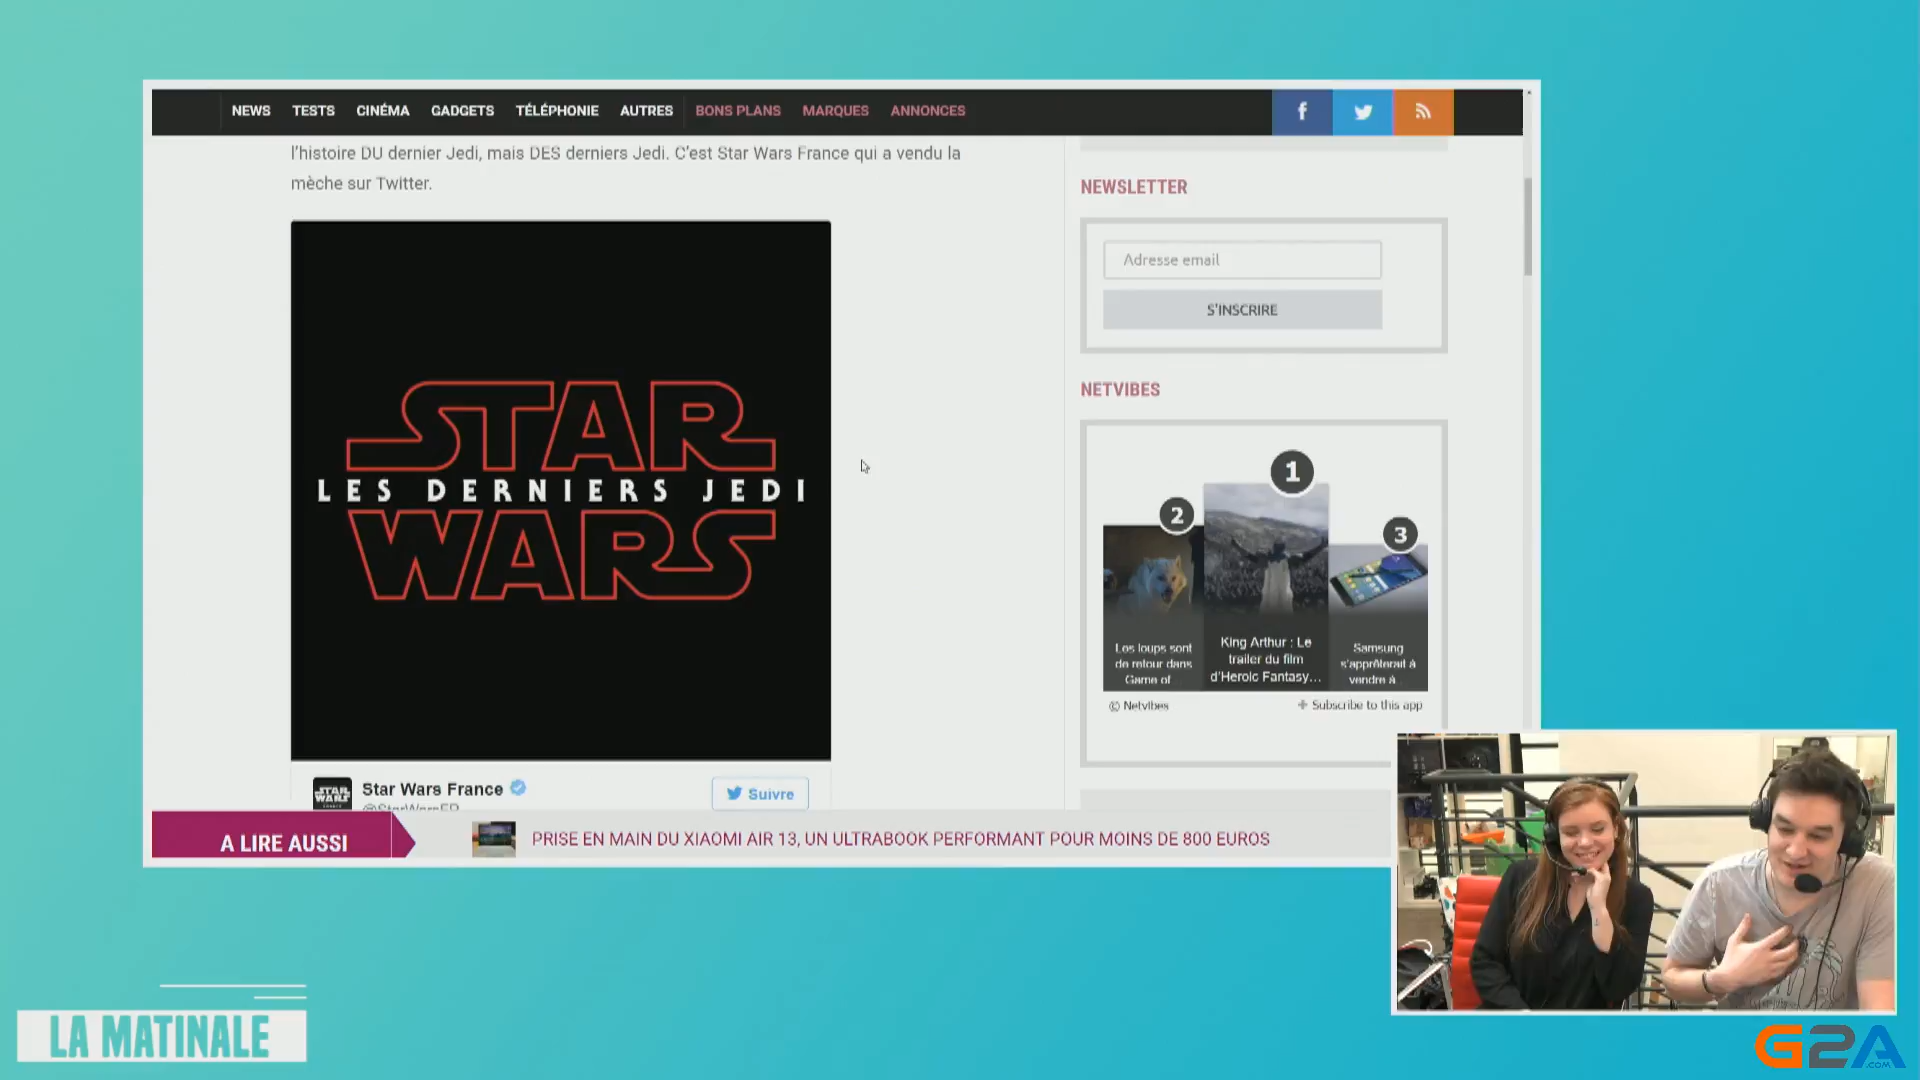 NEWS TESTS CINÉMA GADGETS TÉLÉPHONIE AUTRES BONS PLANS MARQUES ANNONCES
l'histoire DU dernier Jedi, mais DES derniers Jedi. C'est Star Wars France qui a vendu la
mèche sur Twitter.
STAR
LES DERNIERS JEDI
WARS
Star Wars France
@StarWarsFR
Suivre
NEWSLETTER
Adresse email
S'INSCRIRE
NETVIBES
1
2
3
Les loups sont
de retour dans
Game of
King Arthur : Le
trailer du film
d'Heroic Fantasy...
Samsung
s'apprêterait à
vendre à
© Netvibes
+ Subscribe to this app
A LIRE AUSSI
PRISE EN MAIN DU XIAOMI AIR 13, UN ULTRABOOK PERFORMANT POUR MOINS DE 800 EUROS
LA MATINALE
G2A
.COM